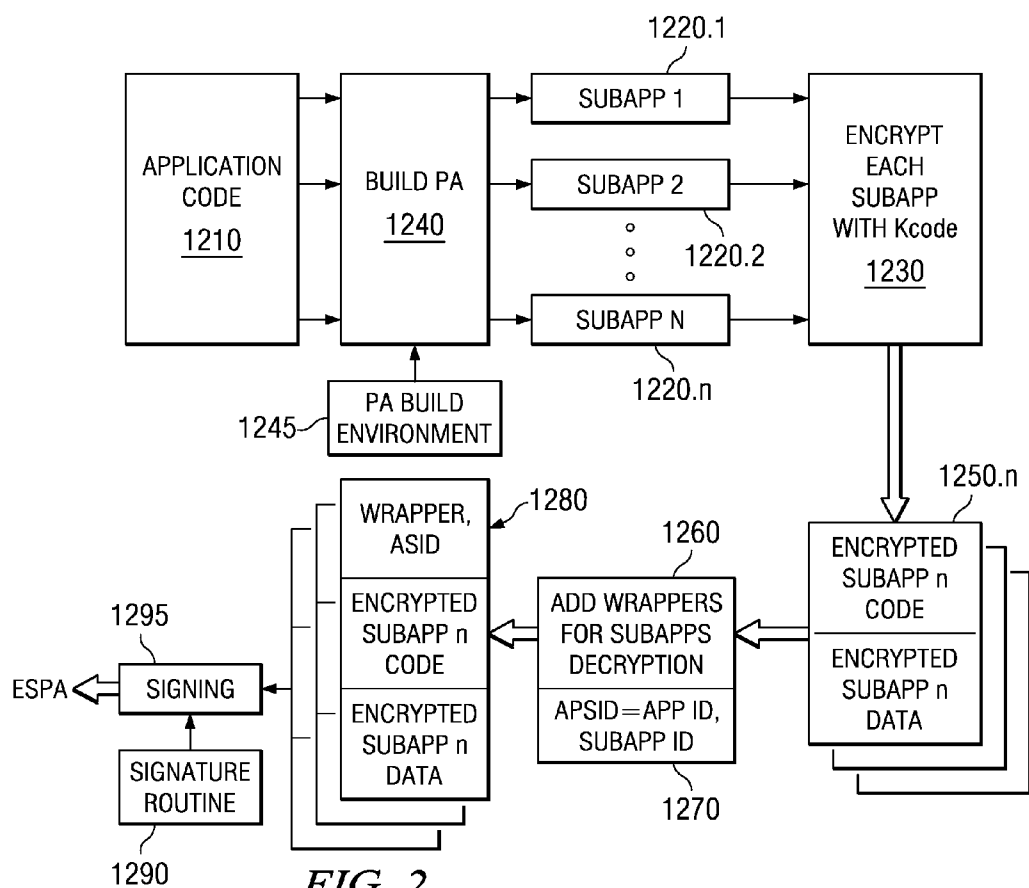 1220.1
APPLICATION
CODE
1210
BUILD PA
1240
SUBAPP 1
SUBAPP 2
1220.2
SUBAPP N
1220.n
ENCRYPT
EACH
SUBAPP
WITH Kcode
1230
1245
PA BUILD
ENVIRONMENT
1250.n
ENCRYPTED
SUBAPP n
CODE
ENCRYPTED
SUBAPP n
DATA
1260
ADD WRAPPERS
FOR SUBAPPS
DECRYPTION
APSID=APP ID,
SUBAPP ID
1270
1280
WRAPPER,
ASID
ENCRYPTED
SUBAPP n
CODE
ENCRYPTED
SUBAPP n
DATA
1295
ESPA
SIGNING
SIGNATURE
ROUTINE
1290
FIG. 2